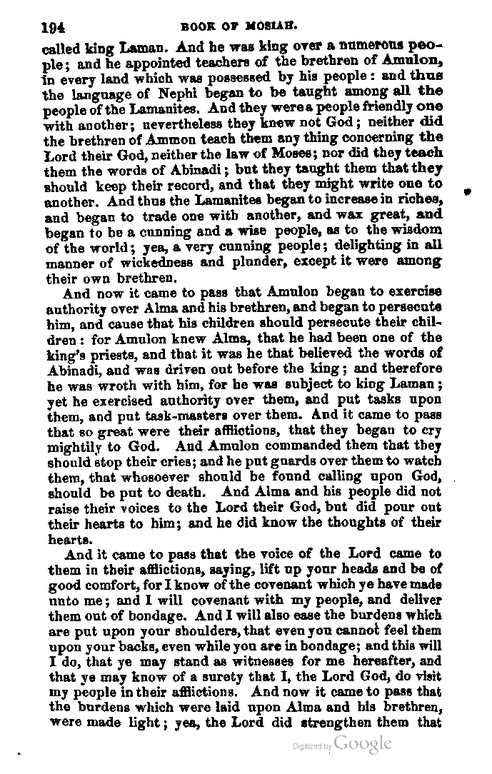 194 BOOK OF MOSIAH.
called king Laman. And he was king over a numerous peo-
ple; and he appointed teachers of the brethren of Amulon,
in every land which was possessed by his people: and thus
the language of Nephi began to be taught among all the
people of the Lamanites. And they were a people friendly one
with another; nevertheless they knew not God; neither did
the brethren of Ammon teach them any thing concerning the
Lord their God, neither the law of Moses; nor did they teach
them the words of Abinadi; but they taught them that they
should keep their record, and that they might write one to
another. And thus the Lamanites began to increase in riches,
and began to trade one with another, and wax great, and
began to be a cunning and a wise people, as to the wisdom
of the world; yea, a very cunning people; delighting in all
manner of wickedness and plunder, except it were among
their own brethren.
And now it came to pass that Amulon began to exercise
authority over Alma and his brethren, and began to persecute
him, and cause that his children should persecute their chil-
dren: for Amulon knew Alma, that he had been one of the
king's priests, and that it was he that believed the words of
Abinadi, and was driven out before the king; and therefore
he was wroth with him, for he was subject to king Laman;
yet he exercised authority over them, and put tasks upon
them, and put task-masters over them. And it came to pass
that so great were their afflictions, that they began to cry
mightily to God. And Amulon commanded them that they
should stop their cries; and he put guards over them to watch
them, that whosoever should be found calling upon God,
should be put to death. And Alma and his people did not
raise their voices to the Lord their God, but did pour out
their hearts to him; and he did know the thoughts of their
hearts.
And it came to pass that the voice of the Lord came to
them in their afflictions, saying, lift up your heads and be of
good comfort, for I know of the covenant which ye have made
unto me; and I will covenant with my people, and deliver
them out of bondage. And I will also ease the burdens which
are put upon your shoulders, that even you cannot feel them
upon your backs, even while you are in bondage; and this will
I do, that ye may stand as witnesses for me hereafter, and
that ye may know of a surety that I, the Lord God, do visit
my people in their afflictions. And now it came to pass that
the burdens which were laid upon Alma and his brethren,
were made light; yea, the Lord did strengthen them that
Digitized by Google